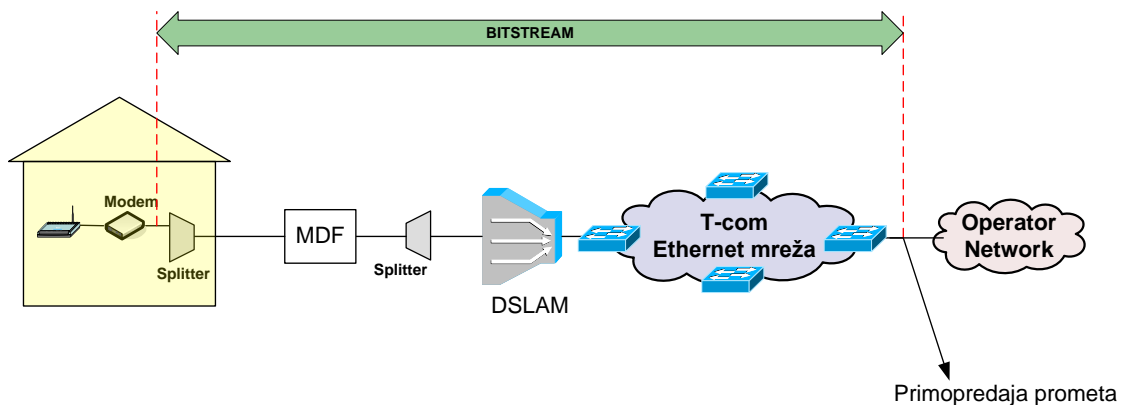 BITSTREAM
Modem
Splitter
MDF
Splitter
DSLAM
T-com
Ethernet mreža
Operator
Network
Primopredaja prometa